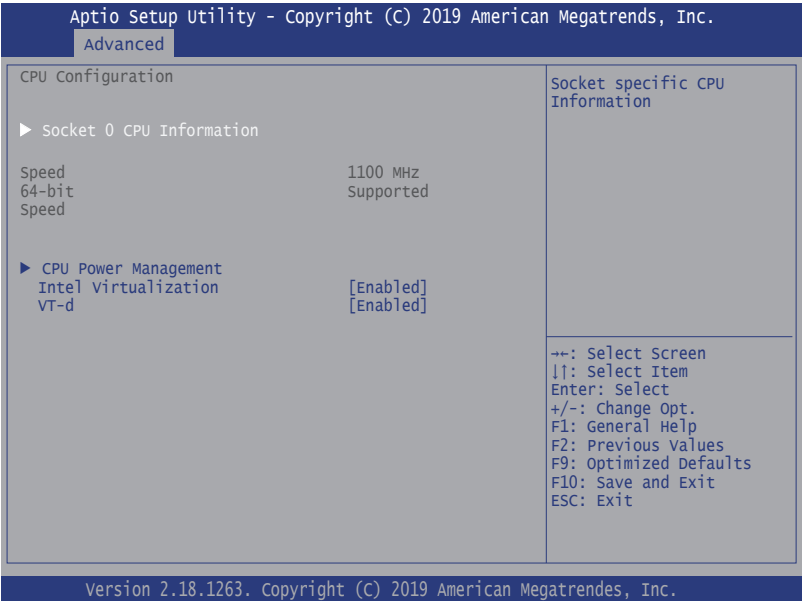 Aptio Setup Utility - Copyright (C) 2019 American Megatrends, Inc.
Advanced
CPU Configuration
▶ Socket 0 CPU Information
Speed 1100 MHz
64-bit Supported
Speed
▶ CPU Power Management
Intel Virtualization [Enabled]
VT-d [Enabled]
Socket specific CPU
Information
→←: Select Screen
↓↑: Select Item
Enter: Select
+/-: Change Opt.
F1: General Help
F2: Previous Values
F9: Optimized Defaults
F10: Save and Exit
ESC: Exit
Version 2.18.1263. Copyright (C) 2019 American Megatrendes, Inc.